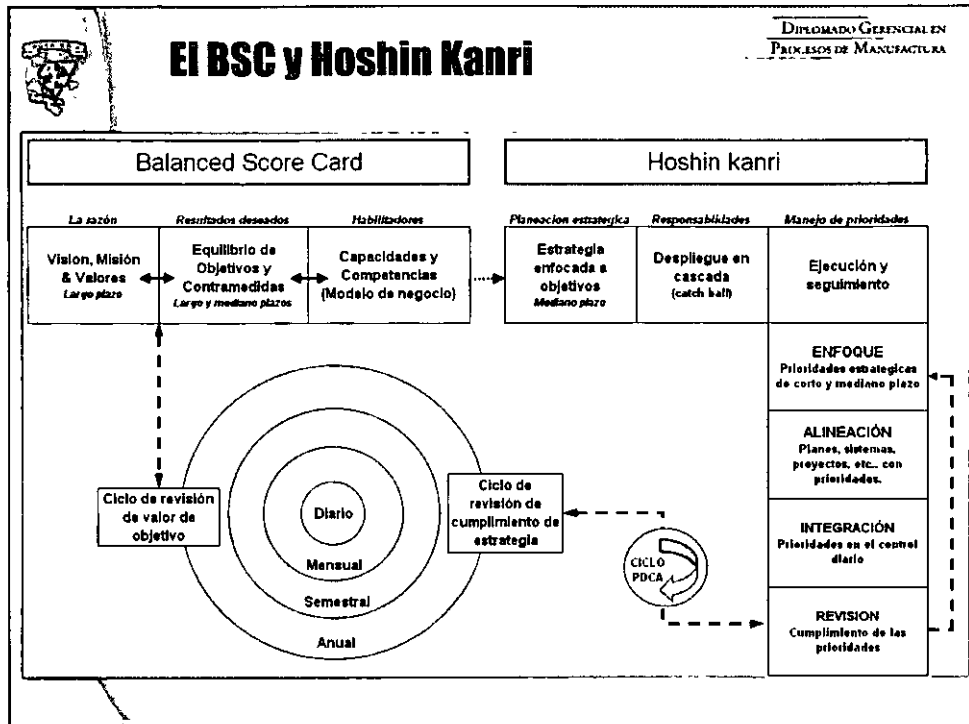 El BSC y Hoshin Kanri
DIPLOMADO GERENCIAL EN
PROCESOS DE MANUFACTURA
Balanced Score Card
Hoshin kanri
La razón
Resultados deseados
Habilitadores
Planeacion estrategica
Responsabilidades
Manejo de prioridades
Vision, Misión
& Valores
Largo plazo
Equilibrio de
Objetivos y
Contramedidas
Largo y mediano plazos
Capacidades y
Competencias
(Modelo de negocio)
Estrategia
enfocada a
objetivos
Mediano plazo
Despliegue en
cascada
(catch ball)
Ejecución y
seguimiento
ENFOQUE
Prioridades estrategicas
de corto y mediano plazo
ALINEACIÓN
Planes, sistemas,
proyectos, etc.. con
prioridades.
INTEGRACIÓN
Prioridades en el control
diario
REVISION
Cumplimiento de las
prioridades
Ciclo de revisión
de valor de
objetivo
Diario
Mensual
Semestral
Anual
Ciclo de
revisión de
cumplimiento de
estrategia
CICLO
PDCA